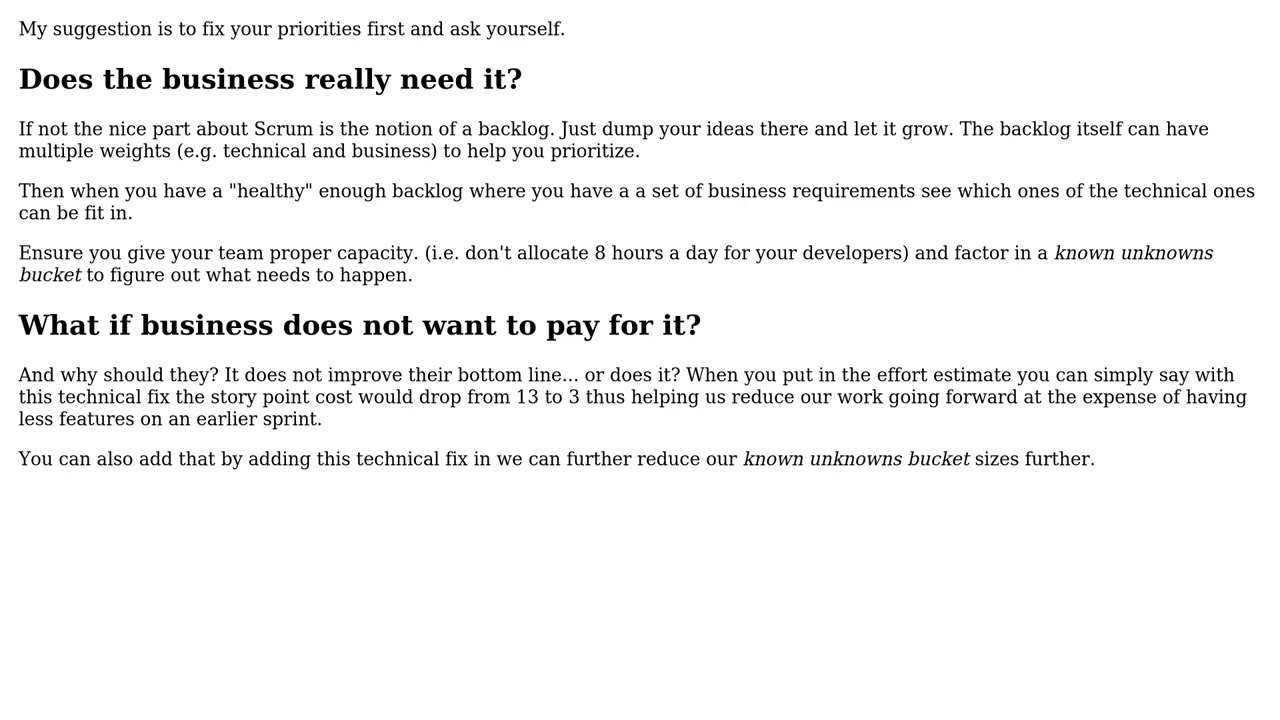 My suggestion is to fix your priorities first and ask yourself.
Does the business really need it?
If not the nice part about Scrum is the notion of a backlog. Just dump your ideas there and let it grow. The backlog itself can have
multiple weights (e.g. technical and business) to help you prioritize.
Then when you have a "healthy" enough backlog where you have a a set of business requirements see which ones of the technical ones
can be fit in.
Ensure you give your team proper capacity. (i.e. don't allocate 8 hours a day for your developers) and factor in a known unknowns
bucket to figure out what needs to happen.
What if business does not want to pay for it?
And why should they? It does not improve their bottom line... or does it? When you put in the effort estimate you can simply say with
this technical fix the story point cost would drop from 13 to 3 thus helping us reduce our work going forward at the expense of having
less features on an earlier sprint.
You can also add that by adding this technical fix in we can further reduce our known unknowns bucket sizes further.